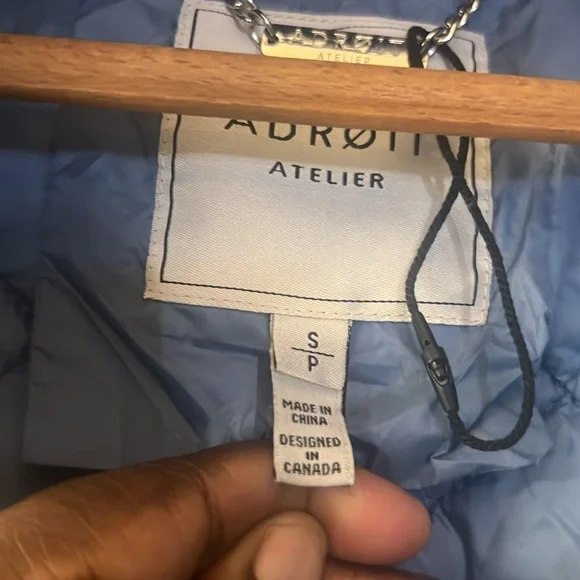 ADRØIT
ATELIER
ADRØIT
ATELIER
S
P
MADE IN
CHINA
DESIGNED
IN
CANADA